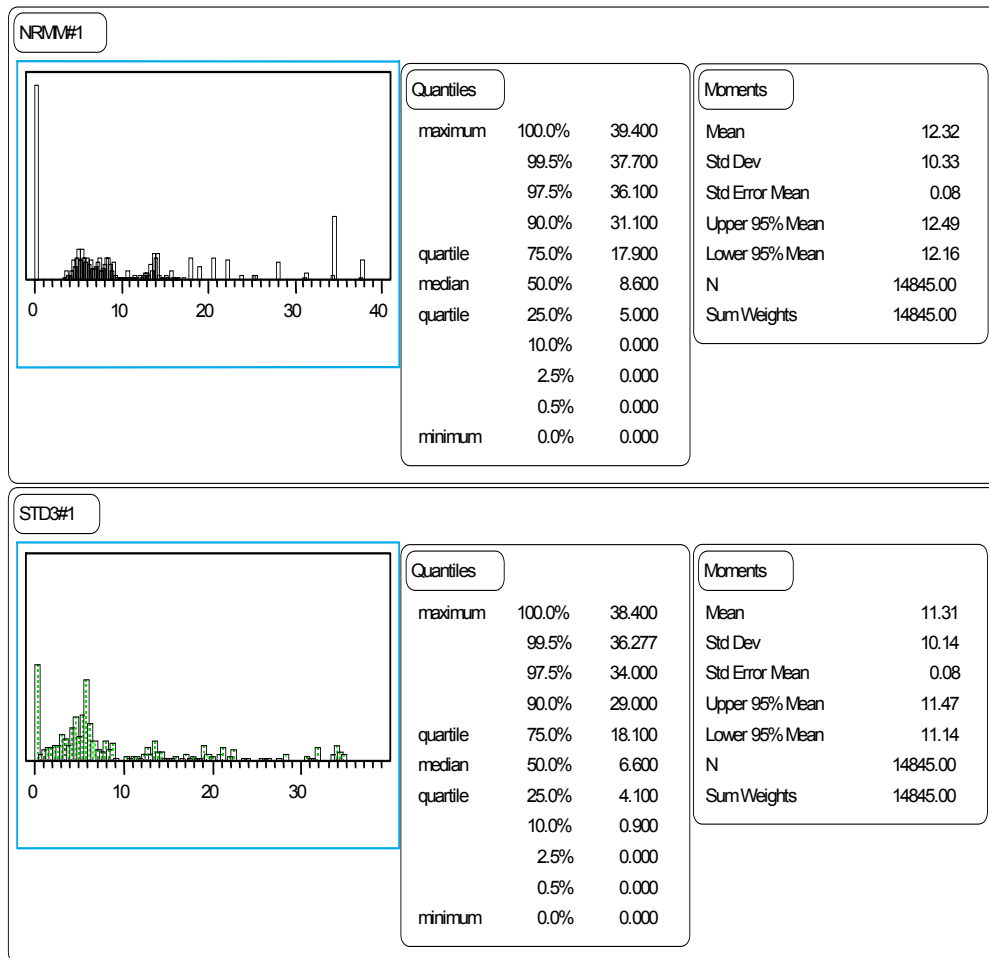 NRMM#1
0 10 20 30 40
Quantiles
maximum 100.0% 39.400
99.5% 37.700
97.5% 36.100
90.0% 31.100
quartile 75.0% 17.900
median 50.0% 8.600
quartile 25.0% 5.000
10.0% 0.000
2.5% 0.000
0.5% 0.000
minimum 0.0% 0.000
Moments
Mean 12.32
Std Dev 10.33
Std Error Mean 0.08
Upper 95% Mean 12.49
Lower 95% Mean 12.16
N 14845.00
Sum Weights 14845.00
STD3#1
0 10 20 30
Quantiles
maximum 100.0% 38.400
99.5% 36.277
97.5% 34.000
90.0% 29.000
quartile 75.0% 18.100
median 50.0% 6.600
quartile 25.0% 4.100
10.0% 0.900
2.5% 0.000
0.5% 0.000
minimum 0.0% 0.000
Moments
Mean 11.31
Std Dev 10.14
Std Error Mean 0.08
Upper 95% Mean 11.47
Lower 95% Mean 11.14
N 14845.00
Sum Weights 14845.00